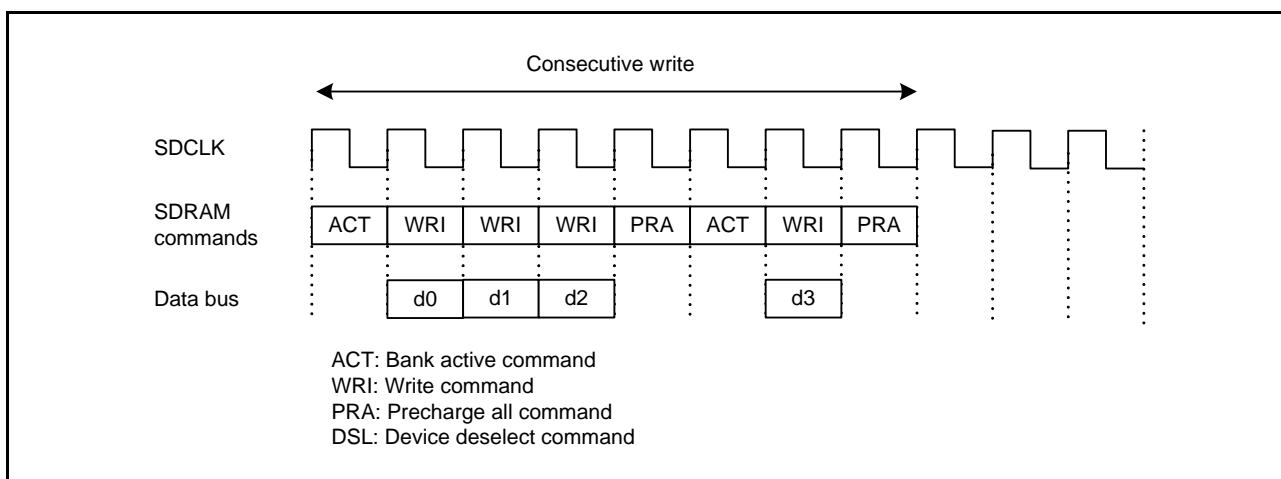 Consecutive write
SDCLK
SDRAM
commands
ACT WRI WRI WRI PRA ACT WRI PRA
Data bus
d0 d1 d2 d3
ACT: Bank active command
WRI: Write command
PRA: Precharge all command
DSL: Device deselect command